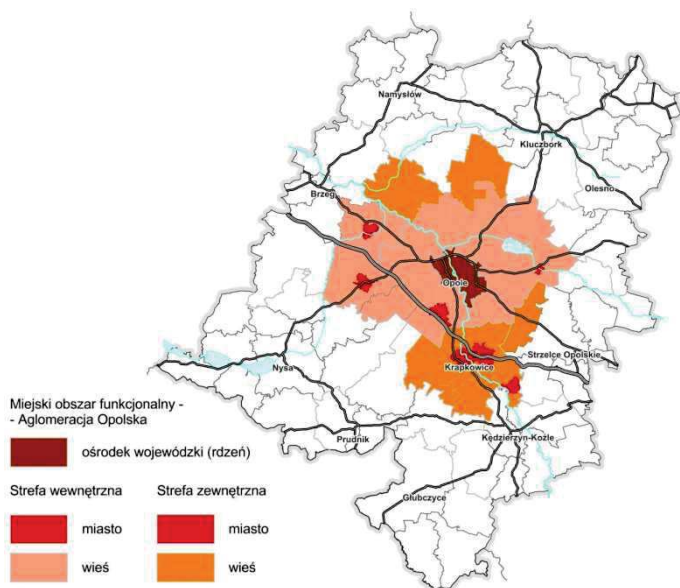 Namysłów
Kluczbork
Olesno
Brzeg
Opole
Strzelce Opolskie
Krapkowice
Nysa
Prudnik
Kędzierzyn-Koźle
Głubczyce
Miejski obszar funkcjonalny -
- Aglomeracja Opolska
ośrodek wojewódzki (rdzeń)
Strefa wewnętrzna Strefa zewnętrzna
miasto miasto
wieś wieś